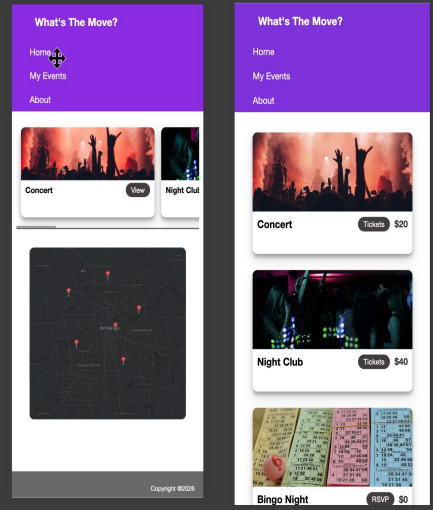 What's The Move?
Home
My Events
About
Concert
View
Night Club
Copyright @2026
What's The Move?
Home
My Events
About
Concert
Tickets
$20
Night Club
Tickets
$40
Bingo Night
RSVP
$0